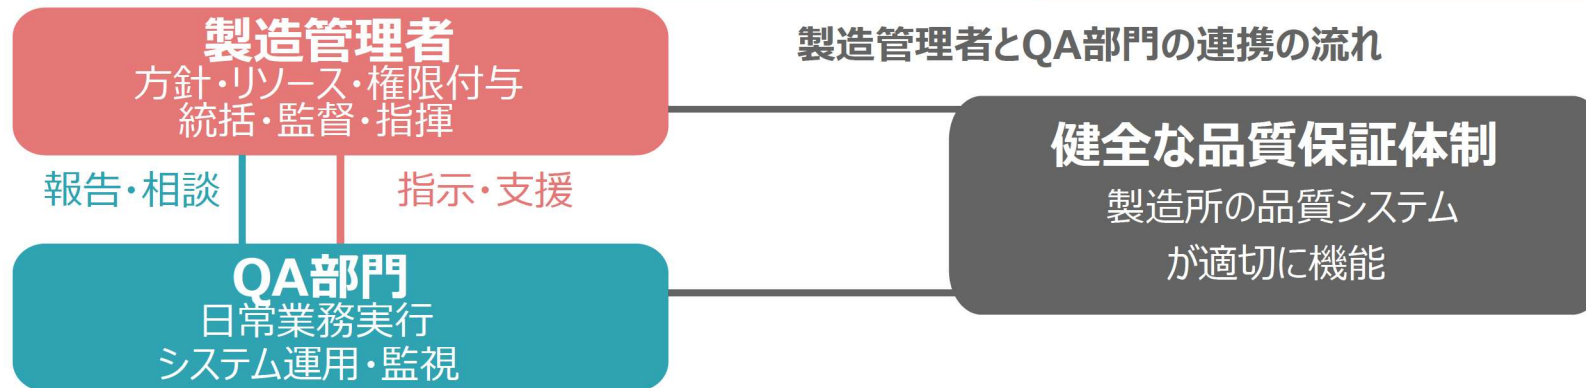 製造管理者とQA部門の連携の流れ
製造管理者
方針・リソース・権限付与
統括・監督・指揮
報告・相談
指示・支援
QA部門
日常業務実行
システム運用・監視
健全な品質保証体制
製造所の品質システム
が適切に機能